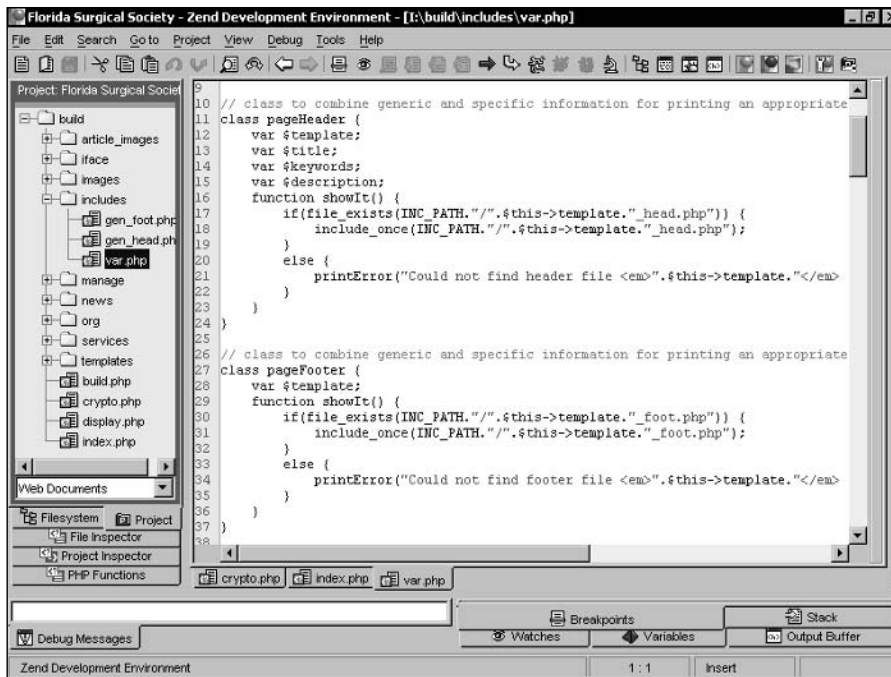 Florida Surgical Society - Zend Development Environment - [I:\build\includes\var.php]
File Edit Search Go to Project View Debug Tools Help
Project: Florida Surgical Societ
build
article_images
iface
images
includes
gen_foot.php
gen_head.ph
var.php
manage
news
org
services
templates
build.php
crypto.php
display.php
index.php
Web Documents
Filesystem Project
File Inspector
Project Inspector
PHP Functions
9
10 // class to combine generic and specific information for printing an appropriate
11 class pageHeader {
12     var $template;
13     var $title;
14     var $keywords;
15     var $description;
16     function showIt() {
17         if(file_exists(INC_PATH."/".$this->template."_head.php")) {
18             include_once(INC_PATH."/".$this->template."_head.php");
19         }
20         else {
21             printError("Could not find header file <em>".$this->template."</em>
22         }
23     }
24 }
25
26 // class to combine generic and specific information for printing an appropriate
27 class pageFooter {
28     var $template;
29     function showIt() {
30         if(file_exists(INC_PATH."/".$this->template."_foot.php")) {
31             include_once(INC_PATH."/".$this->template."_foot.php");
32         }
33         else {
34             printError("Could not find footer file <em>".$this->template."</em>
35         }
36     }
37 }
38
crypto.php index.php var.php
Debug Messages
Breakpoints Stack
Watches Variables Output Buffer
Zend Development Environment 1:1 Insert